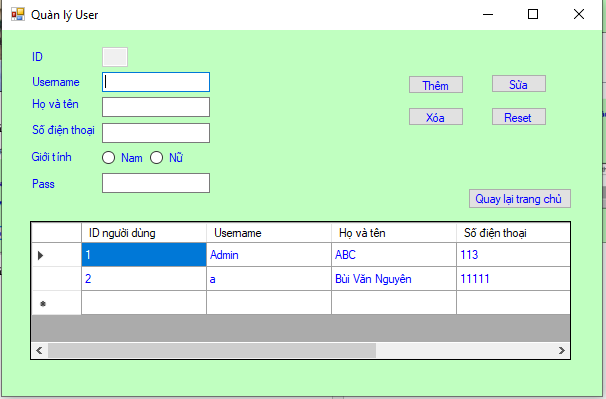 Quản lý User
ID
Username
Họ và tên
Số điện thoại
Giới tính Nam Nữ
Pass
Thêm Sửa
Xóa Reset
Quay lại trang chủ
ID người dùng Username Họ và tên Số điện thoại
1 Admin ABC 113
2 a Bùi Văn Nguyên 11111